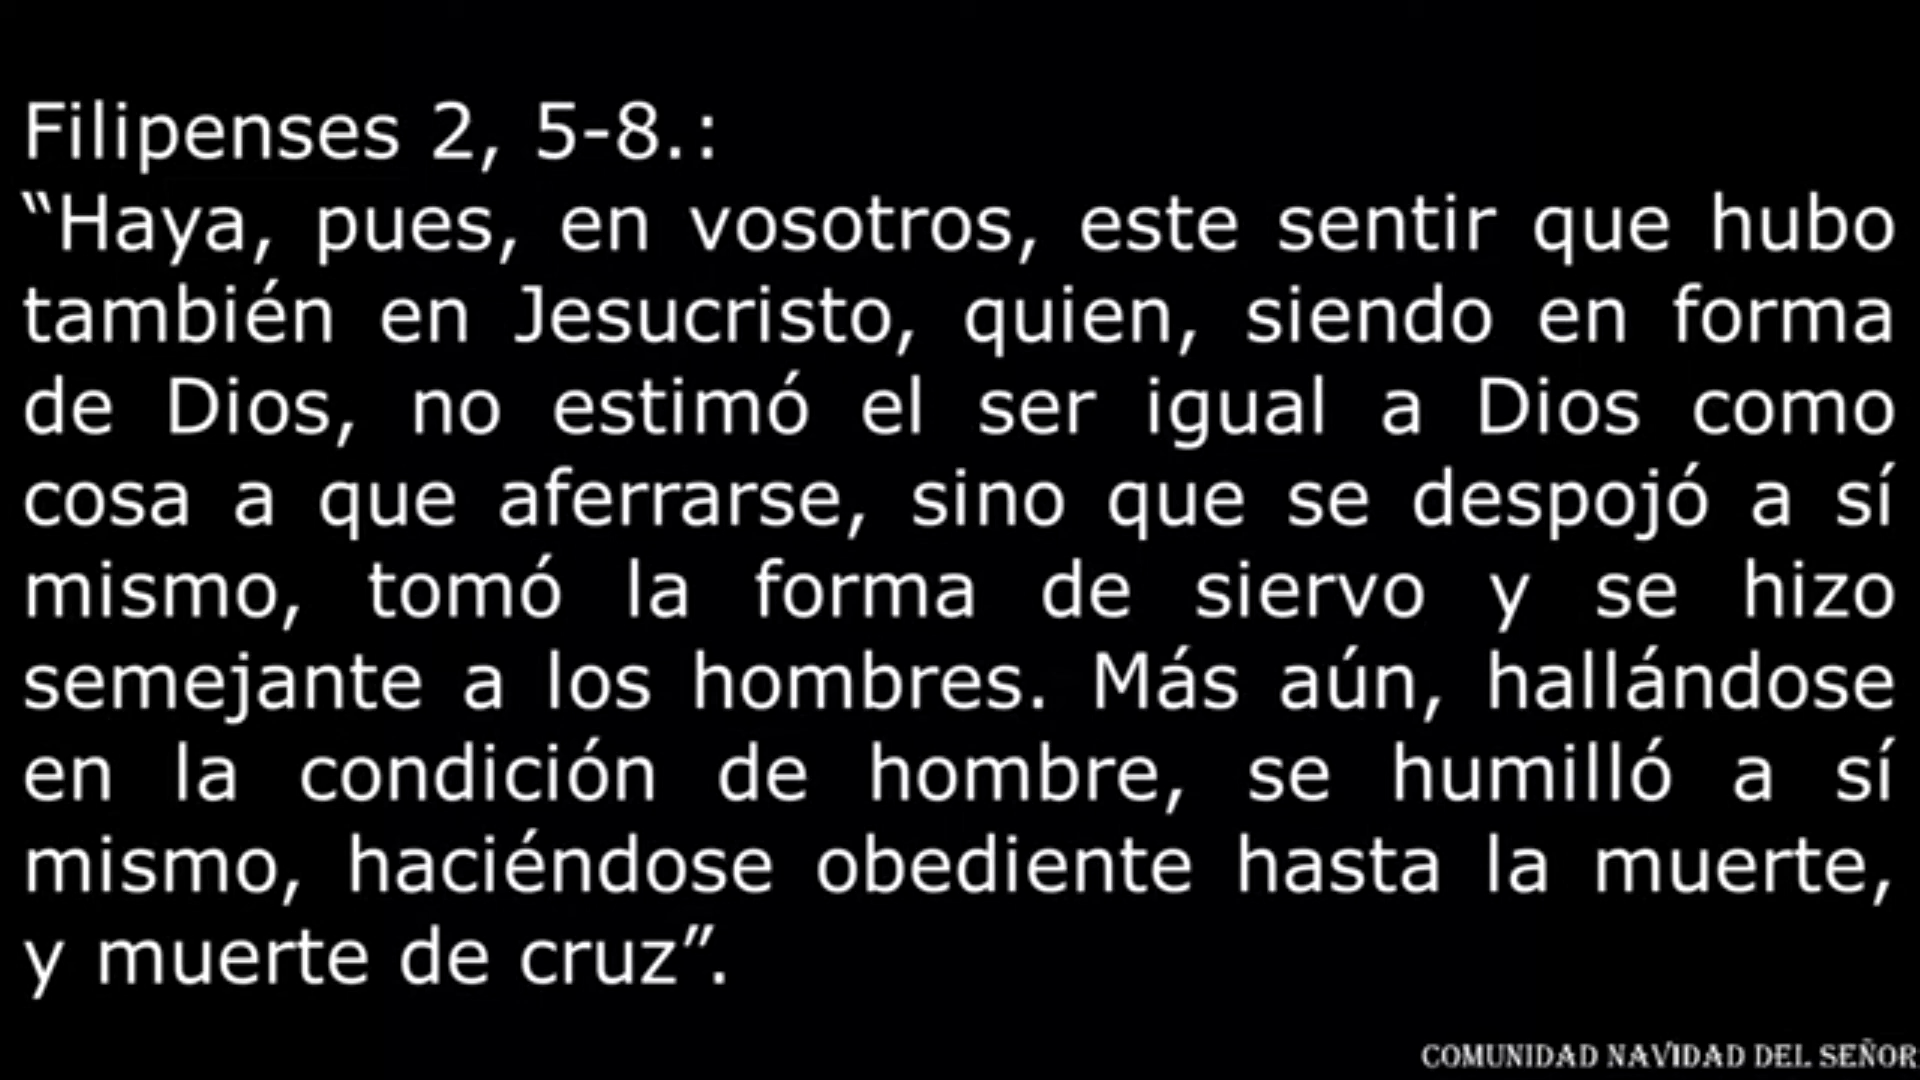 Filipenses 2, 5-8.:
“Haya, pues, en vosotros, este sentir que hubo
también en Jesucristo, quien, siendo en forma
de Dios, no estimó el ser igual a Dios como
cosa a que aferrarse, sino que se despojó a sí
mismo, tomó la forma de siervo y se hizo
semejante a los hombres. Más aún, hallándose
en la condición de hombre, se humilló a sí
mismo, haciéndose obediente hasta la muerte,
y muerte de cruz”.
COMUNIDAD NAVIDAD DEL SEÑOR